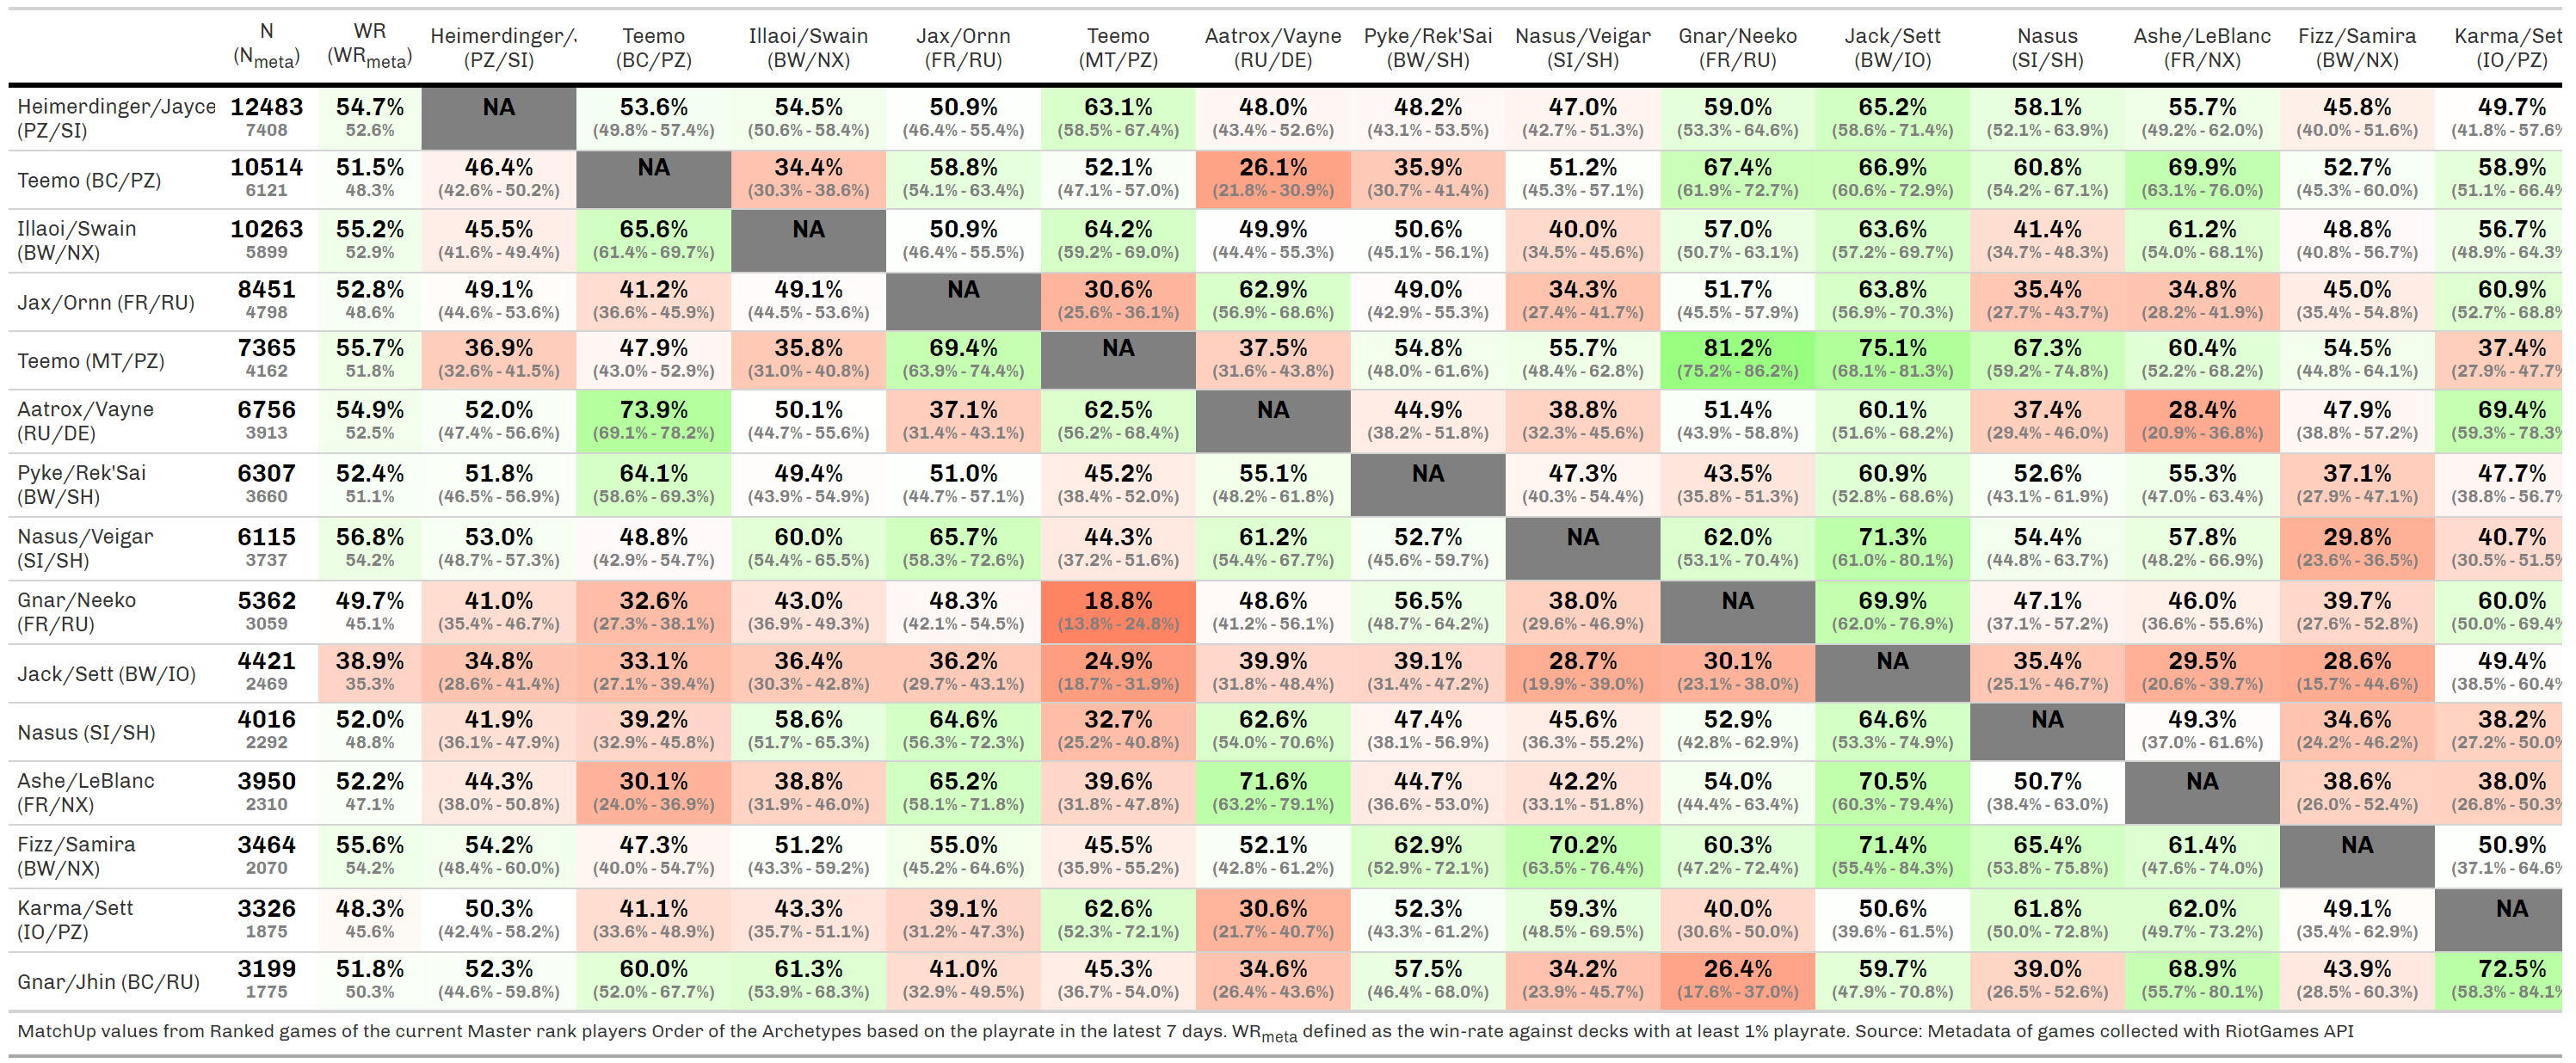 N WR Heimerdinger/J Teemo Illaoi/Swain Jax/Ornn Teemo Aatrox/Vayne Pyke/Rek'Sai Nasus/Veigar Gnar/Neeko Jack/Sett Nasus Ashe/LeBlanc Fizz/Samira Karma/Set
(Nmeta) (WRmeta) (PZ/SI) (BC/PZ) (BW/NX) (FR/RU) (MT/PZ) (RU/DE) (BW/SH) (SI/SH) (FR/RU) (BW/IO) (SI/SH) (FR/NX) (BW/NX) (IO/PZ)
Heimerdinger/Jayce 12483 54.7% NA 53.6% 54.5% 50.9% 63.1% 48.0% 48.2% 47.0% 59.0% 65.2% 58.1% 55.7% 45.8% 49.7%
(PZ/SI) 7408 52.6% (49.8% - 57.4%) (50.6% - 58.4%) (46.4% - 55.4%) (58.5% - 67.4%) (43.4% - 52.6%) (43.1% - 53.5%) (42.7% - 51.3%) (53.3% - 64.6%) (58.6% - 71.4%) (52.1% - 63.9%) (49.2% - 62.0%) (40.0% - 51.6%) (41.8% - 57.6%
Teemo (BC/PZ) 10514 51.5% 46.4% NA 34.4% 58.8% 52.1% 26.1% 35.9% 51.2% 67.4% 66.9% 60.8% 69.9% 52.7% 58.9%
6121 48.3% (42.6% - 50.2%) (30.3% - 38.6%) (54.1% - 63.4%) (47.1% - 57.0%) (21.8% - 30.9%) (30.7% - 41.4%) (45.3% - 57.1%) (61.9% - 72.7%) (60.6% - 72.9%) (54.2% - 67.1%) (63.1% - 76.0%) (45.3% - 60.0%) (51.1% - 66.4%
Illaoi/Swain 10263 55.2% 45.5% 65.6% NA 50.9% 64.2% 49.9% 50.6% 40.0% 57.0% 63.6% 41.4% 61.2% 48.8% 56.7%
(BW/NX) 5899 52.9% (41.6% - 49.4%) (61.4% - 69.7%) (46.4% - 55.5%) (59.2% - 69.0%) (44.4% - 55.3%) (45.1% - 56.1%) (34.5% - 45.6%) (50.7% - 63.1%) (57.2% - 69.7%) (34.7% - 48.3%) (54.0% - 68.1%) (40.8% - 56.7%) (48.9% - 64.3%
Jax/Ornn (FR/RU) 8451 52.8% 49.1% 41.2% 49.1% NA 30.6% 62.9% 49.0% 34.3% 51.7% 63.8% 35.4% 34.8% 45.0% 60.9%
4798 48.6% (44.6% - 53.6%) (36.6% - 45.9%) (44.5% - 53.6%) (25.6% - 36.1%) (56.9% - 68.6%) (42.9% - 55.3%) (27.4% - 41.7%) (45.5% - 57.9%) (56.9% - 70.3%) (27.7% - 43.7%) (28.2% - 41.9%) (35.4% - 54.8%) (52.7% - 68.8%
Teemo (MT/PZ) 7365 55.7% 36.9% 47.9% 35.8% 69.4% NA 37.5% 54.8% 55.7% 81.2% 75.1% 67.3% 60.4% 54.5% 37.4%
4162 51.8% (32.6% - 41.5%) (43.0% - 52.9%) (31.0% - 40.8%) (63.9% - 74.4%) (31.6% - 43.8%) (48.0% - 61.6%) (48.4% - 62.8%) (75.2% - 86.2%) (68.1% - 81.3%) (59.2% - 74.8%) (52.2% - 68.2%) (44.8% - 64.1%) (27.9% - 47.7%
Aatrox/Vayne 6756 54.9% 52.0% 73.9% 50.1% 37.1% 62.5% NA 44.9% 38.8% 51.4% 60.1% 37.4% 28.4% 47.9% 69.4%
(RU/DE) 3913 52.5% (47.4% - 56.6%) (69.1% - 78.2%) (44.7% - 55.6%) (31.4% - 43.1%) (56.2% - 68.4%) (38.2% - 51.8%) (32.3% - 45.6%) (43.9% - 58.8%) (51.6% - 68.2%) (29.4% - 46.0%) (20.9% - 36.8%) (38.8% - 57.2%) (59.3% - 78.3%
Pyke/Rek'Sai 6307 52.4% 51.8% 64.1% 49.4% 51.0% 45.2% 55.1% NA 47.3% 43.5% 60.9% 52.6% 55.3% 37.1% 47.7%
(BW/SH) 3660 51.1% (46.5% - 56.9%) (58.6% - 69.3%) (43.9% - 54.9%) (44.7% - 57.1%) (38.4% - 52.0%) (48.2% - 61.8%) (40.3% - 54.4%) (35.8% - 51.3%) (52.8% - 68.6%) (43.1% - 61.9%) (47.0% - 63.4%) (27.9% - 47.1%) (38.8% - 56.7%
Nasus/Veigar 6115 56.8% 53.0% 48.8% 60.0% 65.7% 44.3% 61.2% 52.7% NA 62.0% 71.3% 54.4% 57.8% 29.8% 40.7%
(SI/SH) 3737 54.2% (48.7% - 57.3%) (42.9% - 54.7%) (54.4% - 65.5%) (58.3% - 72.6%) (37.2% - 51.6%) (54.4% - 67.7%) (45.6% - 59.7%) (53.1% - 70.4%) (61.0% - 80.1%) (44.8% - 63.7%) (48.2% - 66.9%) (23.6% - 36.5%) (30.5% - 51.5%
Gnar/Neeko 5362 49.7% 41.0% 32.6% 43.0% 48.3% 18.8% 48.6% 56.5% 38.0% NA 69.9% 47.1% 46.0% 39.7% 60.0%
(FR/RU) 3059 45.1% (35.4% - 46.7%) (27.3% - 38.1%) (36.9% - 49.3%) (42.1% - 54.5%) (13.8% - 24.8%) (41.2% - 56.1%) (48.7% - 64.2%) (29.6% - 46.9%) (62.0% - 76.9%) (37.1% - 57.2%) (36.6% - 55.6%) (27.6% - 52.8%) (50.0% - 69.4%
Jack/Sett (BW/IO) 4421 38.9% 34.8% 33.1% 36.4% 36.2% 24.9% 39.9% 39.1% 28.7% 30.1% NA 35.4% 29.5% 28.6% 49.4%
2469 35.3% (28.6% - 41.4%) (27.1% - 39.4%) (30.3% - 42.8%) (29.7% - 43.1%) (18.7% - 31.9%) (31.8% - 48.4%) (31.4% - 47.2%) (19.9% - 39.0%) (23.1% - 38.0%) (25.1% - 46.7%) (20.6% - 39.7%) (15.7% - 44.6%) (38.5% - 60.4%
Nasus (SI/SH) 4016 52.0% 41.9% 39.2% 58.6% 64.6% 32.7% 62.6% 47.4% 45.6% 52.9% 64.6% NA 49.3% 34.6% 38.2%
2292 48.8% (36.1% - 47.9%) (32.9% - 45.8%) (51.7% - 65.3%) (56.3% - 72.3%) (25.2% - 40.8%) (54.0% - 70.6%) (38.1% - 56.9%) (36.3% - 55.2%) (42.8% - 62.9%) (53.3% - 74.9%) (37.0% - 61.6%) (24.2% - 46.2%) (27.2% - 50.0%
Ashe/LeBlanc 3950 52.2% 44.3% 30.1% 38.8% 65.2% 39.6% 71.6% 44.7% 42.2% 54.0% 70.5% 50.7% NA 38.6% 38.0%
(FR/NX) 2310 47.1% (38.0% - 50.8%) (24.0% - 36.9%) (31.9% - 46.0%) (58.1% - 71.8%) (31.8% - 47.8%) (63.2% - 79.1%) (36.6% - 53.0%) (33.1% - 51.8%) (44.4% - 63.4%) (60.3% - 79.4%) (38.4% - 63.0%) (26.0% - 52.4%) (26.8% - 50.3%
Fizz/Samira 3464 55.6% 54.2% 47.3% 51.2% 55.0% 45.5% 52.1% 62.9% 70.2% 60.3% 71.4% 65.4% 61.4% NA 50.9%
(BW/NX) 2070 54.2% (48.4% - 60.0%) (40.0% - 54.7%) (43.3% - 59.2%) (45.2% - 64.6%) (35.9% - 55.2%) (42.8% - 61.2%) (52.9% - 72.1%) (63.5% - 76.4%) (47.2% - 72.4%) (55.4% - 84.3%) (53.8% - 75.8%) (47.6% - 74.0%) (37.1% - 64.6%
Karma/Sett 3326 48.3% 50.3% 41.1% 43.3% 39.1% 62.6% 30.6% 52.3% 59.3% 40.0% 50.6% 61.8% 62.0% 49.1% NA
(IO/PZ) 1875 45.6% (42.4% - 58.2%) (33.6% - 48.9%) (35.7% - 51.1%) (31.2% - 47.3%) (52.3% - 72.1%) (21.7% - 40.7%) (43.3% - 61.2%) (48.5% - 69.5%) (30.6% - 50.0%) (39.6% - 61.5%) (50.0% - 72.8%) (49.7% - 73.2%) (35.4% - 62.9%)
Gnar/Jhin (BC/RU) 3199 51.8% 52.3% 60.0% 61.3% 41.0% 45.3% 34.6% 57.5% 34.2% 26.4% 59.7% 39.0% 68.9% 43.9% 72.5%
1775 50.3% (44.6% - 59.8%) (52.0% - 67.7%) (53.9% - 68.3%) (32.9% - 49.5%) (36.7% - 54.0%) (26.4% - 43.6%) (46.4% - 68.0%) (23.9% - 45.7%) (17.6% - 37.0%) (47.9% - 70.8%) (26.5% - 52.6%) (55.7% - 80.1%) (28.5% - 60.3%) (58.3% - 84.1%
MatchUp values from Ranked games of the current Master rank players Order of the Archetypes based on the playrate in the latest 7 days. WRmeta defined as the win-rate against decks with at least 1% playrate. Source: Metadata of games collected with RiotGames API